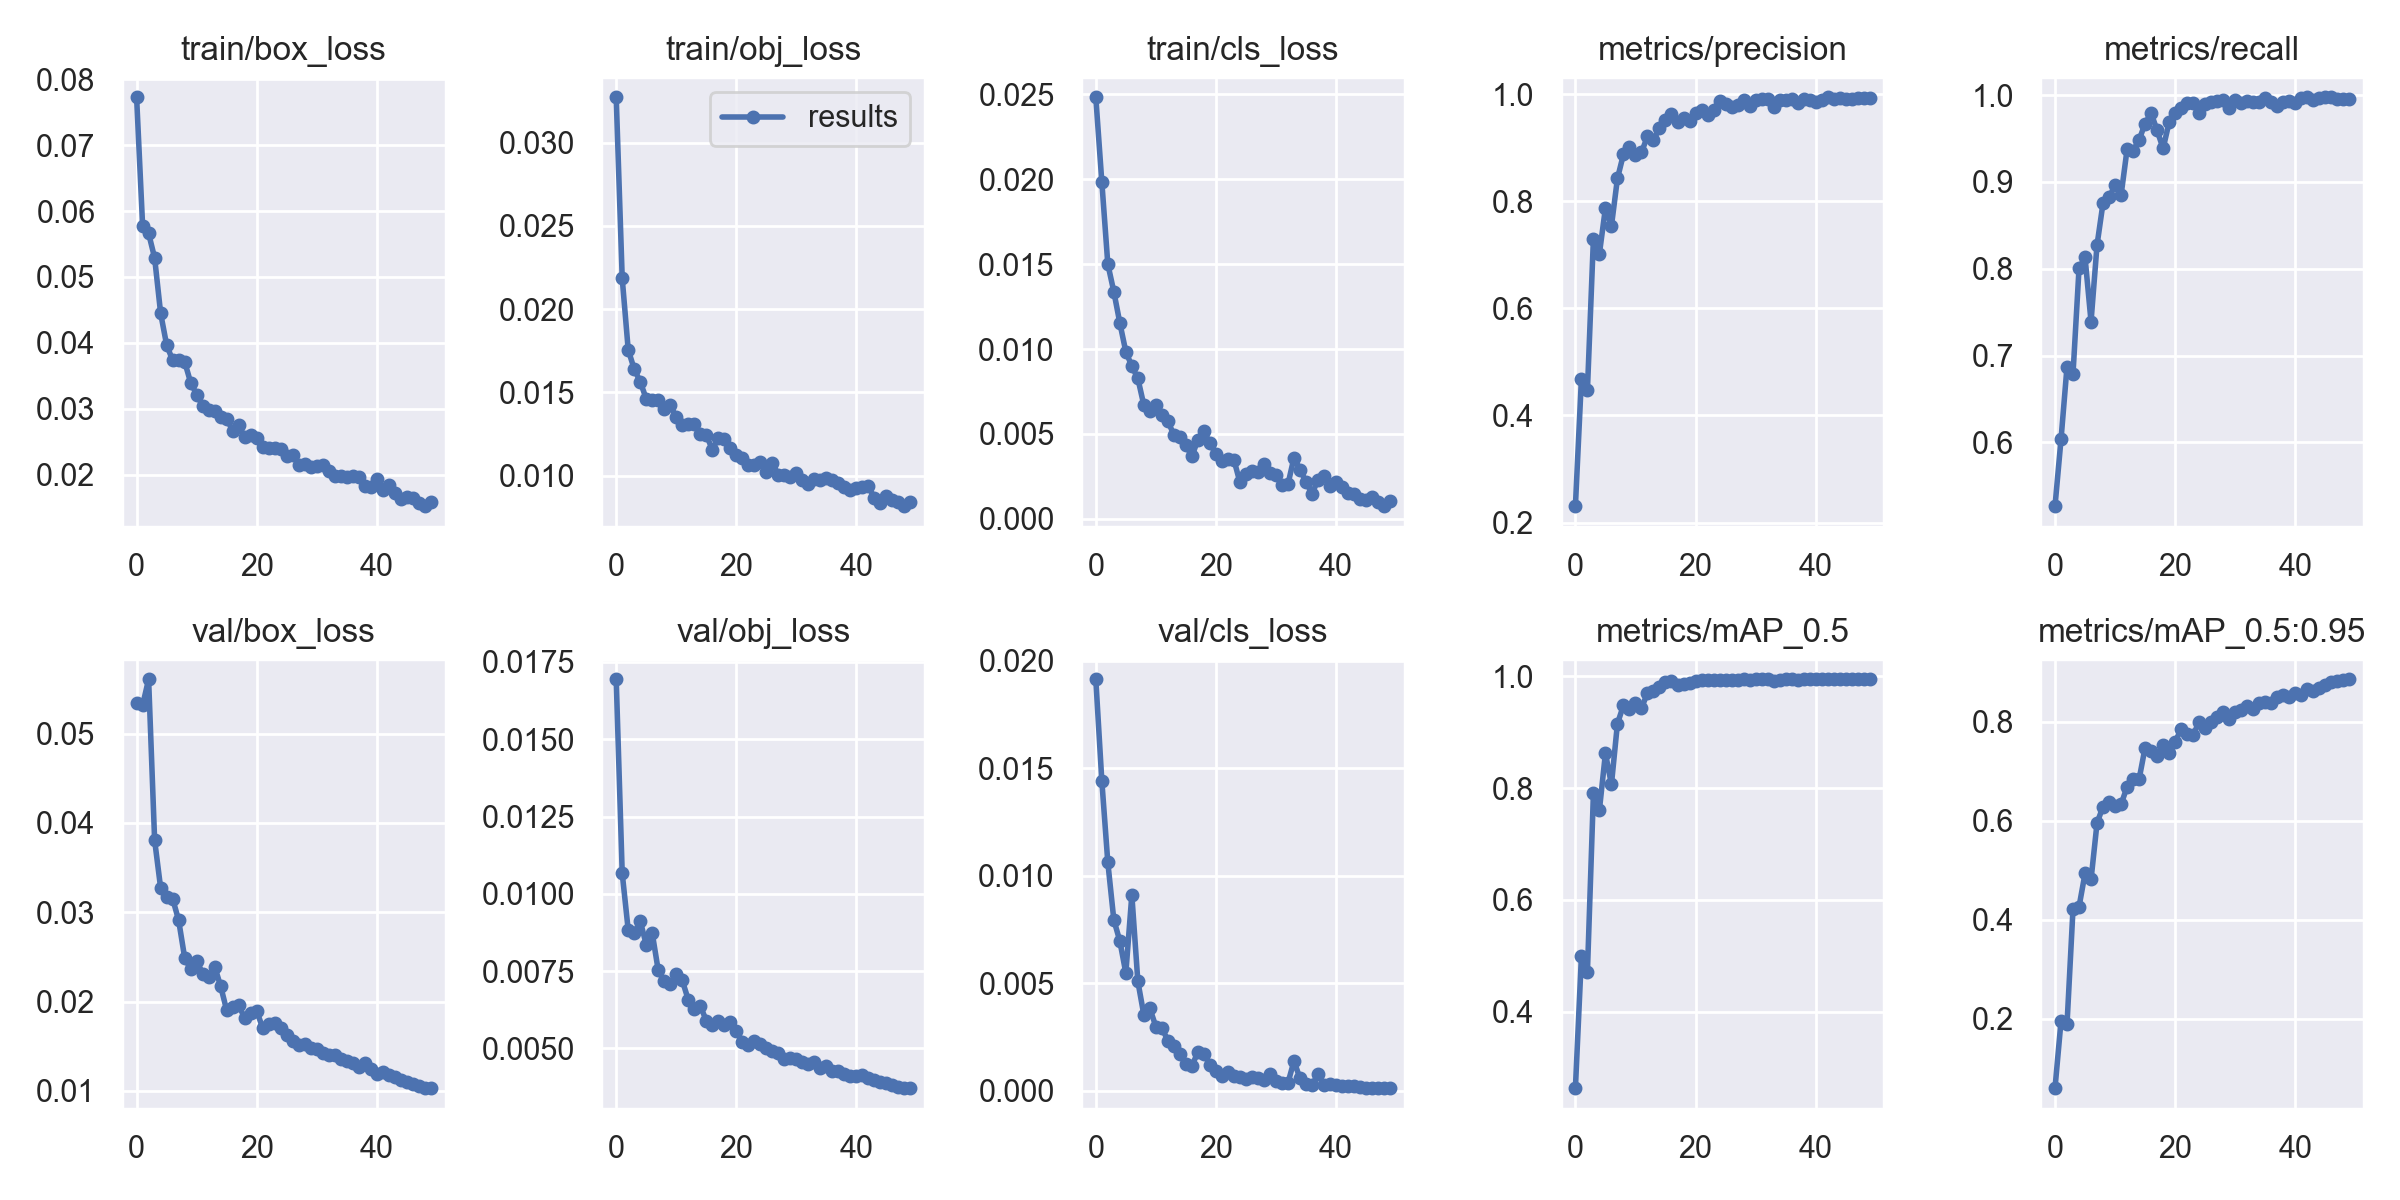 train/box_loss
0.08
0.07
0.06
0.05
0.04
0.03
0.02
0 20 40
train/obj_loss
results
0.030
0.025
0.020
0.015
0.010
0 20 40
train/cls_loss
0.025
0.020
0.015
0.010
0.005
0.000
0 20 40
metrics/precision
1.0
0.8
0.6
0.4
0.2
0 20 40
metrics/recall
1.0
0.9
0.8
0.7
0.6
0 20 40
val/box_loss
0.05
0.04
0.03
0.02
0.01
0 20 40
val/obj_loss
0.0175
0.0150
0.0125
0.0100
0.0075
0.0050
0 20 40
val/cls_loss
0.020
0.015
0.010
0.005
0.000
0 20 40
metrics/mAP_0.5
1.0
0.8
0.6
0.4
0 20 40
metrics/mAP_0.5:0.95
0.8
0.6
0.4
0.2
0 20 40